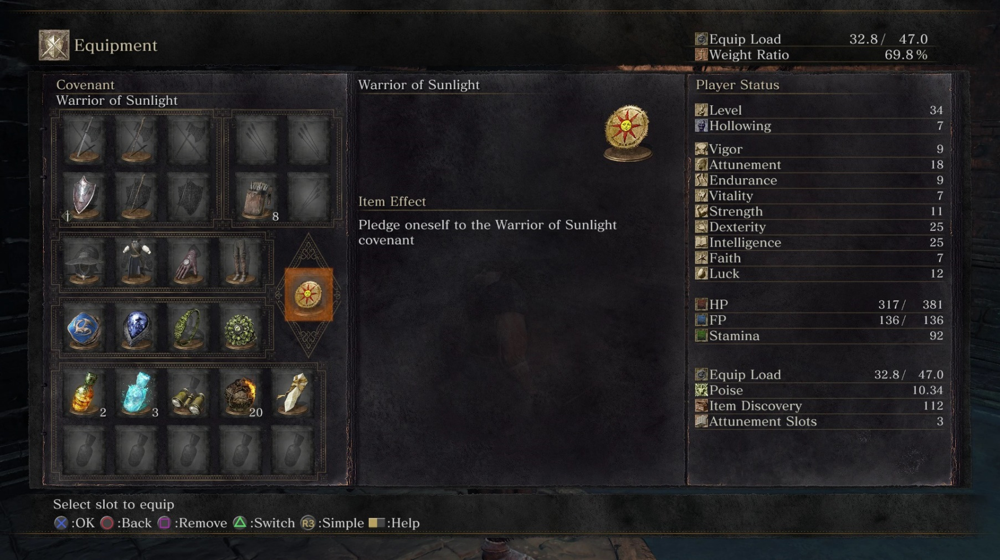 Equipment
Equip Load 32.8/ 47.0
Weight Ratio 69.8%
Covenant
Warrior of Sunlight
8
2
3
20
Warrior of Sunlight
Item Effect
Pledge oneself to the Warrior of Sunlight
covenant
Player Status
Level 34
Hollowing 7
Vigor 9
Attunement 18
Endurance 9
Vitality 7
Strength 11
Dexterity 25
Intelligence 25
Faith 7
Luck 12
HP 317/ 381
FP 136/ 136
Stamina 92
Equip Load 32.8/ 47.0
Poise 10.34
Item Discovery 112
Attunement Slots 3
Select slot to equip
:OK :Back :Remove :Switch R3 :Simple :Help